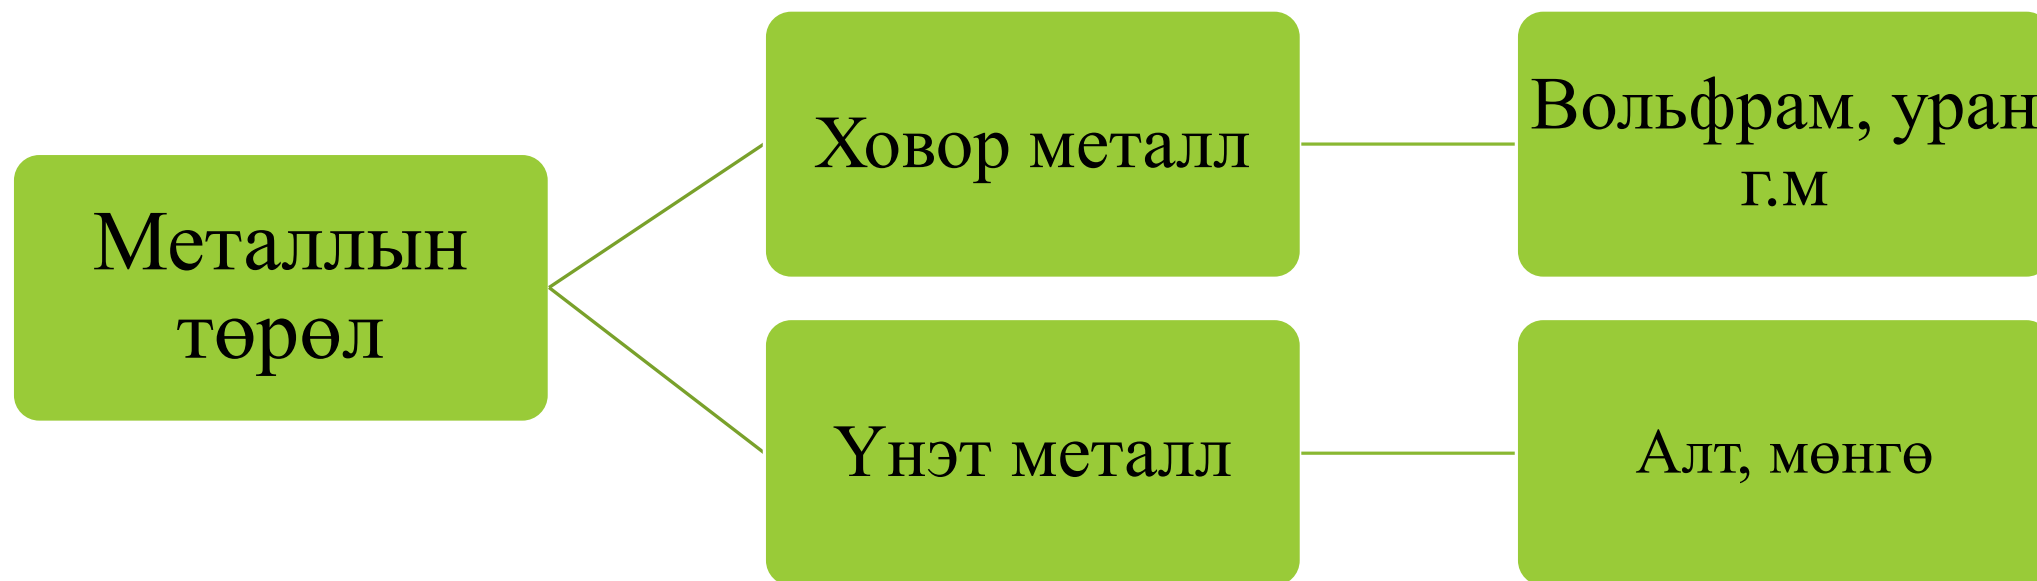 Металлын
төрөл
Ховор металл
Вольфрам, уран
г.м
Үнэт металл
Алт, мөнгө